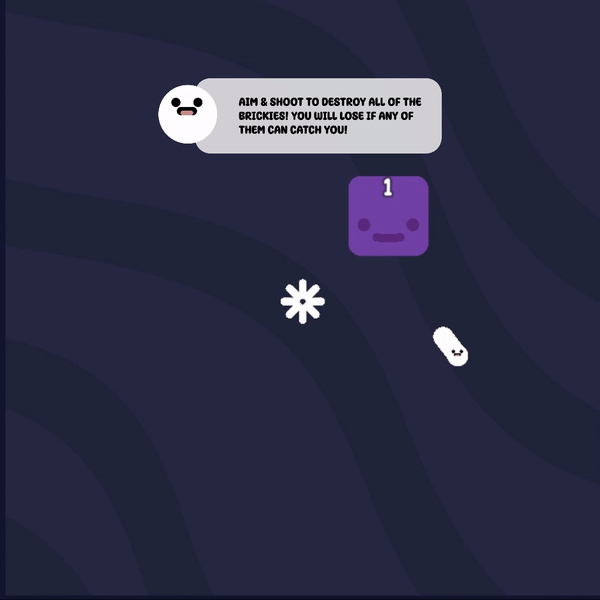 AIM & SHOOT TO DESTROY ALL OF THE
BRICKIES! YOU WILL LOSE IF ANY OF
THEM CAN CATCH YOU!
1